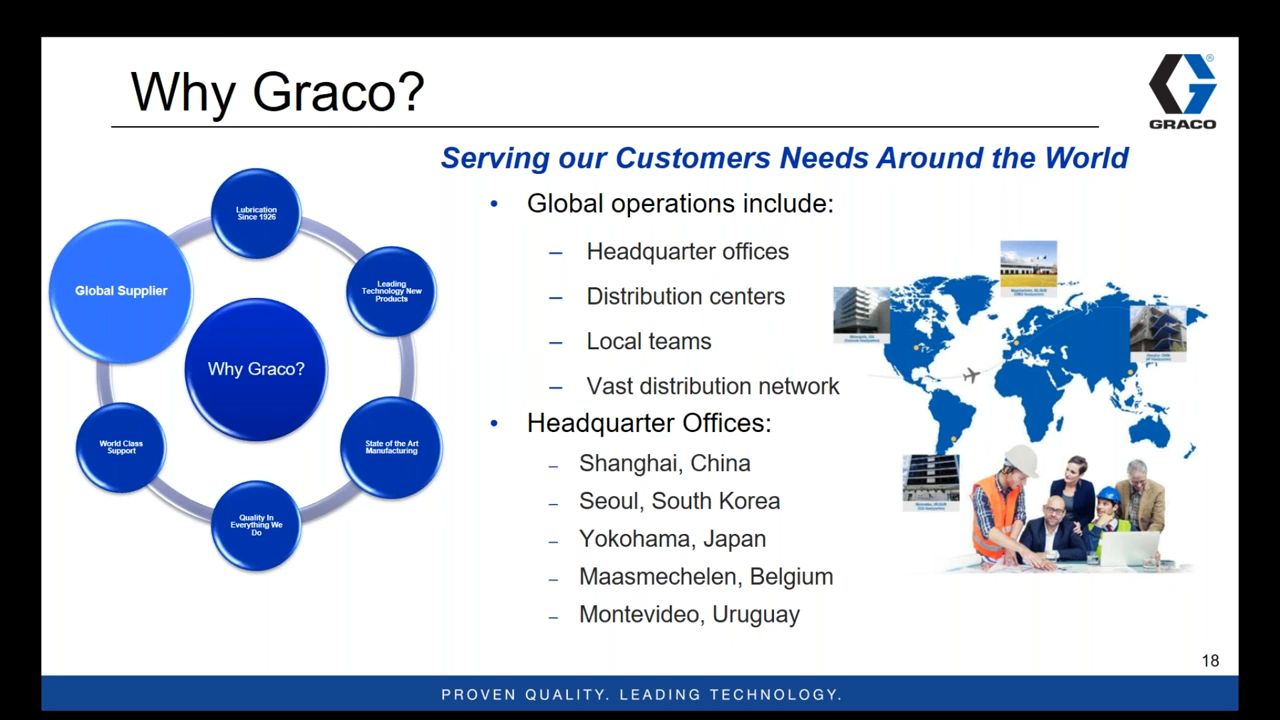 Why Graco?
GRACO
Serving our Customers Needs Around the World
• Global operations include:
– Headquarter offices
– Distribution centers
– Local teams
– Vast distribution network
• Headquarter Offices:
– Shanghai, China
– Seoul, South Korea
– Yokohama, Japan
– Maasmechelen, Belgium
– Montevideo, Uruguay
Lubrication
Since 1926
Leading
Technology New
Products
State of the Art
Manufacturing
Quality In
Everything We
Do
World Class
Support
Global Supplier
Why Graco?
18
PROVEN QUALITY. LEADING TECHNOLOGY.